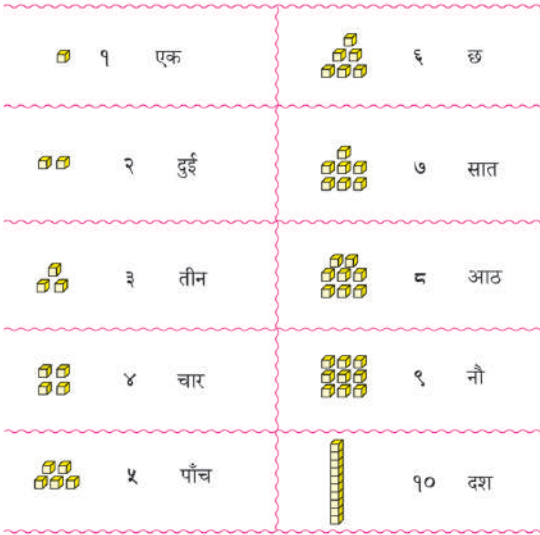 १ एक
२ दुई
३ तीन
४ चार
५ पाँच
६ छ
७ सात
८ आठ
९ नौ
१० दश